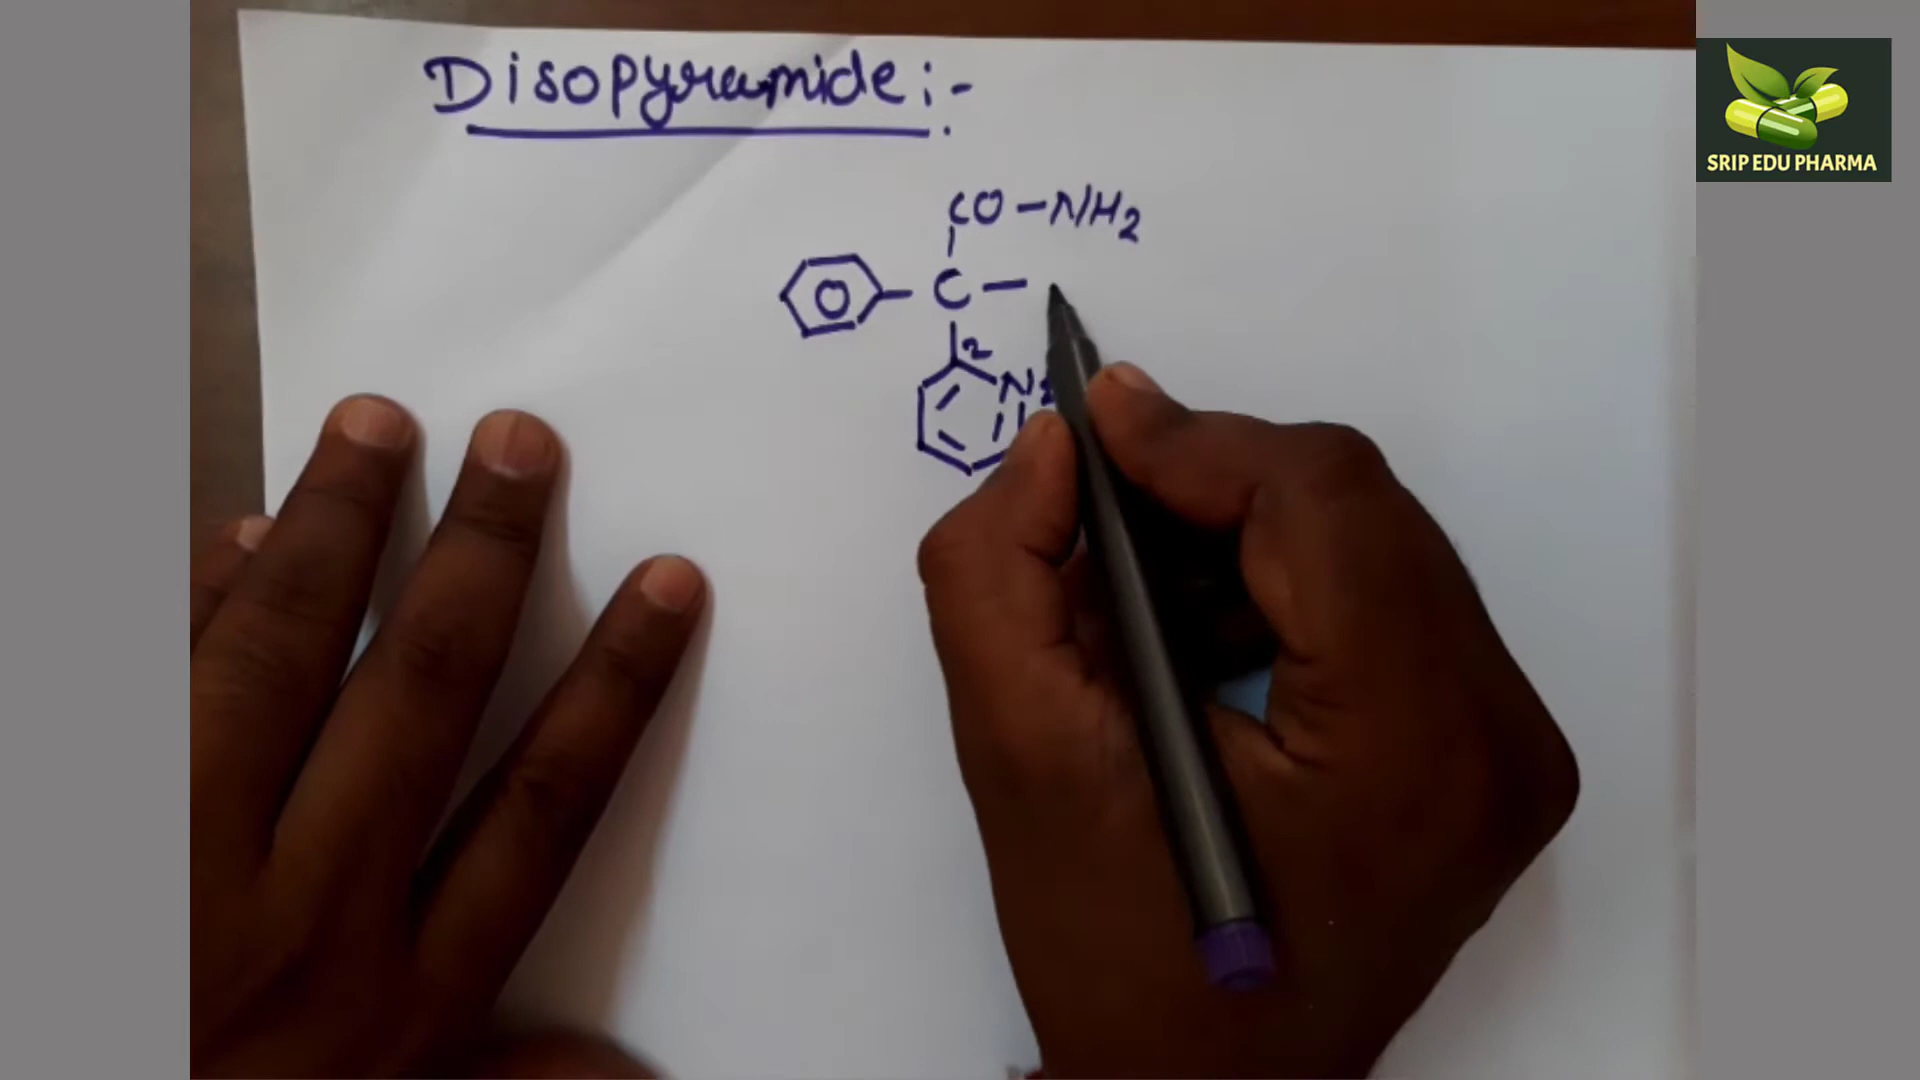 Disopyramide:-
CO-NH2
C-
2
N
SRIP EDU PHARMA